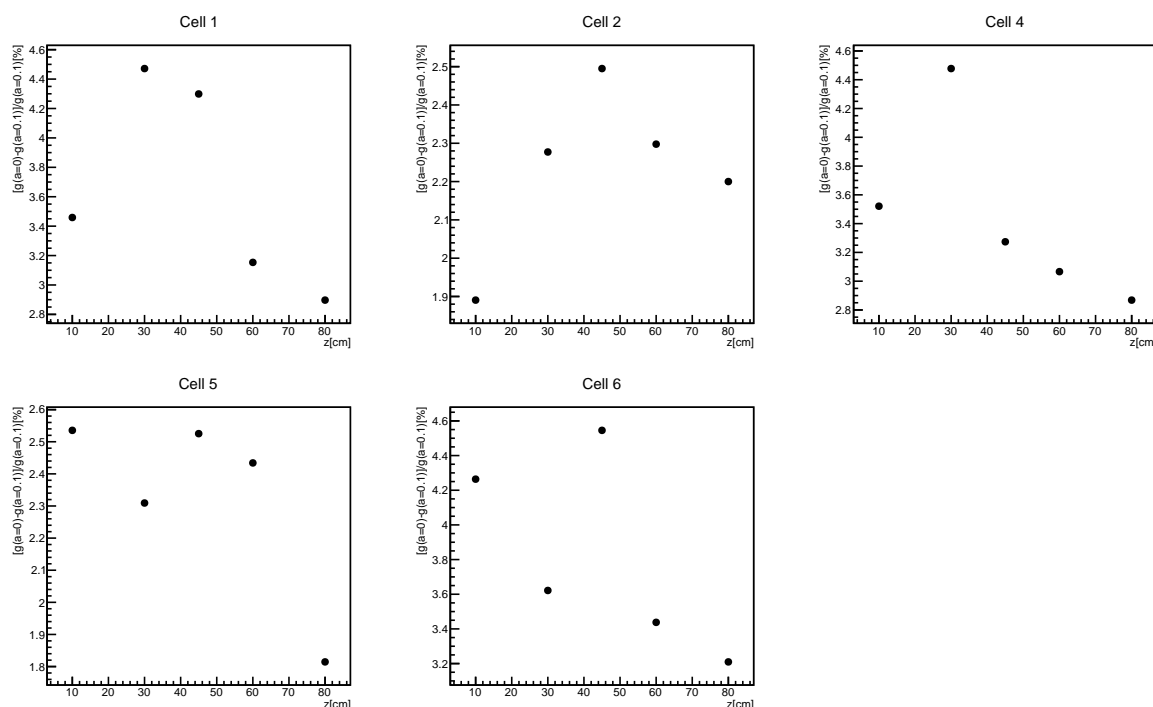 Cell 1
[g(a=0)-g(a=0.1)]/g(a=0.1)[%]
4.6
4.4
4.2
4
3.8
3.6
3.4
3.2
3
2.8
10 20 30 40 50 60 70 80
z[cm]
Cell 2
[g(a=0)-g(a=0.1)]/g(a=0.1)[%]
2.5
2.4
2.3
2.2
2.1
2
1.9
10 20 30 40 50 60 70 80
z[cm]
Cell 4
[g(a=0)-g(a=0.1)]/g(a=0.1)[%]
4.6
4.4
4.2
4
3.8
3.6
3.4
3.2
3
2.8
10 20 30 40 50 60 70 80
z[cm]
Cell 5
[g(a=0)-g(a=0.1)]/g(a=0.1)[%]
2.6
2.5
2.4
2.3
2.2
2.1
2
1.9
1.8
10 20 30 40 50 60 70 80
z[cm]
Cell 6
[g(a=0)-g(a=0.1)]/g(a=0.1)[%]
4.6
4.4
4.2
4
3.8
3.6
3.4
3.2
10 20 30 40 50 60 70 80
z[cm]